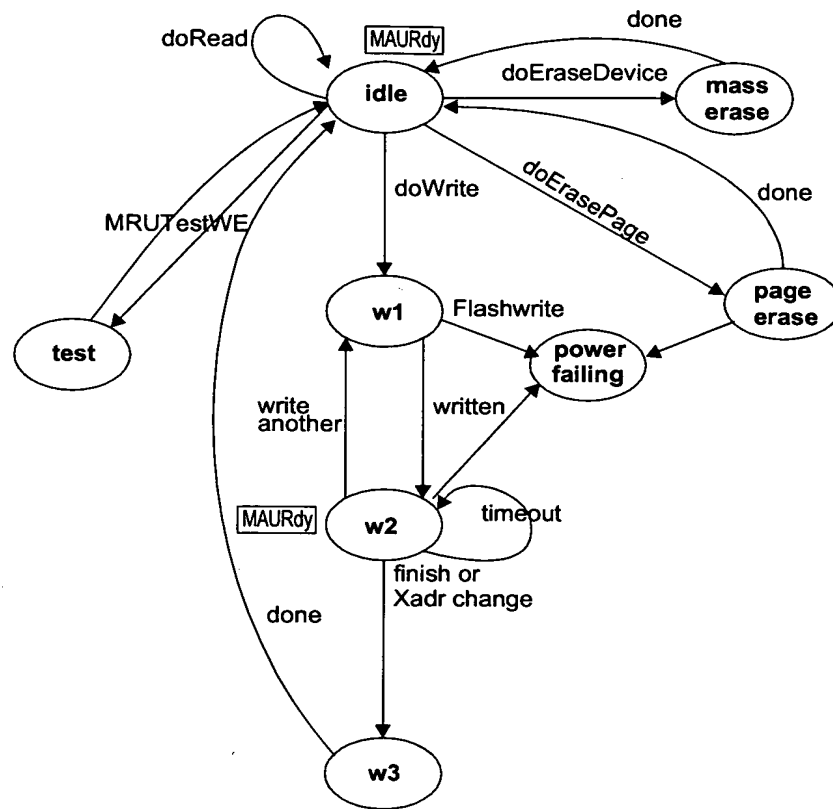 doRead
MAURdy
done
idle
doEraseDevice
mass
erase
doWrite
doErasePage
done
MRUTestWE
w1
Flashwrite
page
erase
test
power
failing
write
another
written
MAURdy
w2
timeout
finish or
Xadr change
done
w3